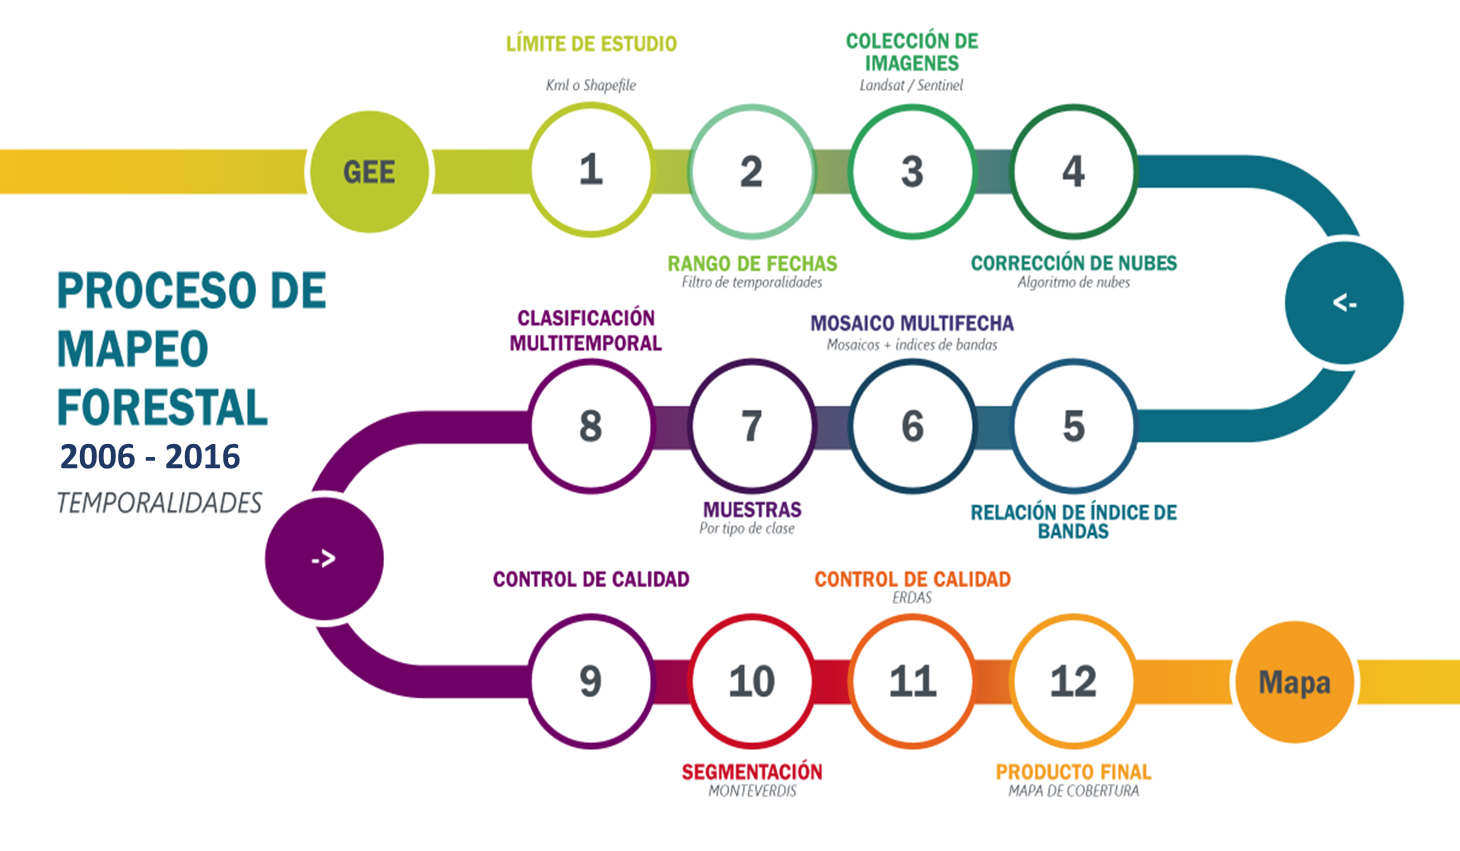 PROCESO DE
MAPEO
FORESTAL
2006 - 2016
TEMPORALIDADES
GEE
LÍMITE DE ESTUDIO
Kml o Shapefile
1
2
RANGO DE FECHAS
Filtro de temporalidades
COLECCIÓN DE
IMAGENES
Landsat / Sentinel
3
4
CORRECCIÓN DE NUBES
Algoritmo de nubes
<-
5
RELACIÓN DE ÍNDICE DE
BANDAS
MOSAICO MULTIFECHA
Mosaicos + índices de bandas
6
7
MUESTRAS
Por tipo de clase
CLASIFICACIÓN
MULTITEMPORAL
8
->
CONTROL DE CALIDAD
9
10
SEGMENTACIÓN
MONTEVERDIS
CONTROL DE CALIDAD
ERDAS
11
12
PRODUCTO FINAL
MAPA DE COBERTURA
Mapa